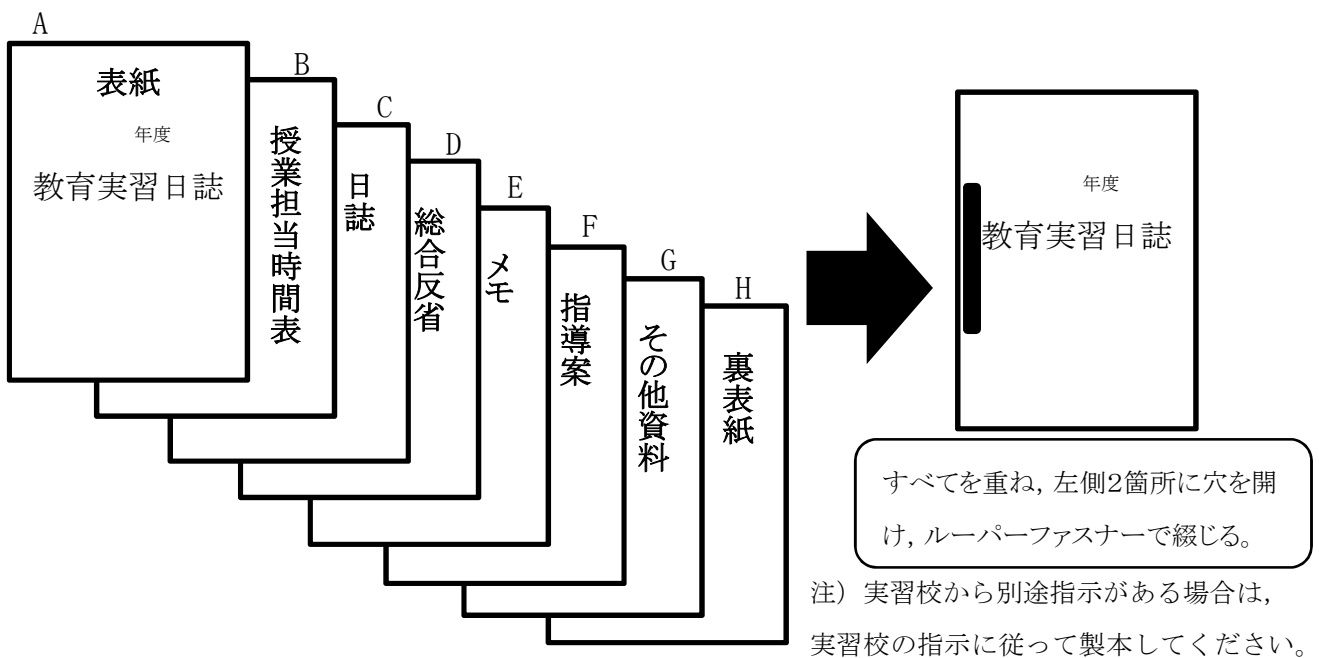 A
表紙
年度
教育実習日誌
B
授業担当時間表
C
日誌
D
総合反省
E
メモ
F
指導案
G
その他資料
H
裏表紙
年度
教育実習日誌
すべてを重ね, 左側2箇所に穴を開
け, ルーパーファスナーで綴じる。
注) 実習校から別途指示がある場合は,
実習校の指示に従って製本してください。